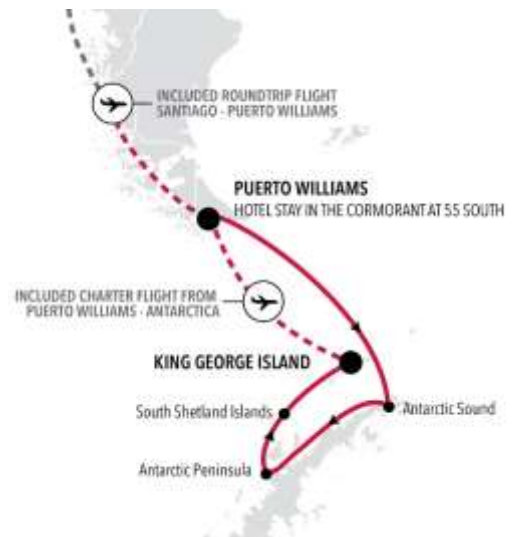 INCLUDED ROUNDTRIP FLIGHT
SANTIAGO - PUERTO WILLIAMS
PUERTO WILLIAMS
HOTEL STAY IN THE CORMORANT AT 55 SOUTH
INCLUDED CHARTER FLIGHT FROM
PUERTO WILLIAMS - ANTARCTICA
KING GEORGE ISLAND
South Shetland Islands
Antarctic Sound
Antarctic Peninsula